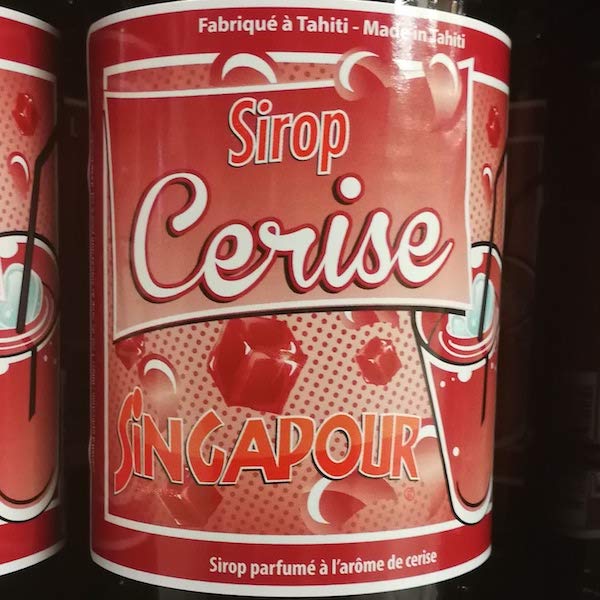 Fabriqué à Tahiti - Made in Tahiti
Sirop
Cerise
SINGAPOUR
Sirop parfumé à l'arôme de cerise